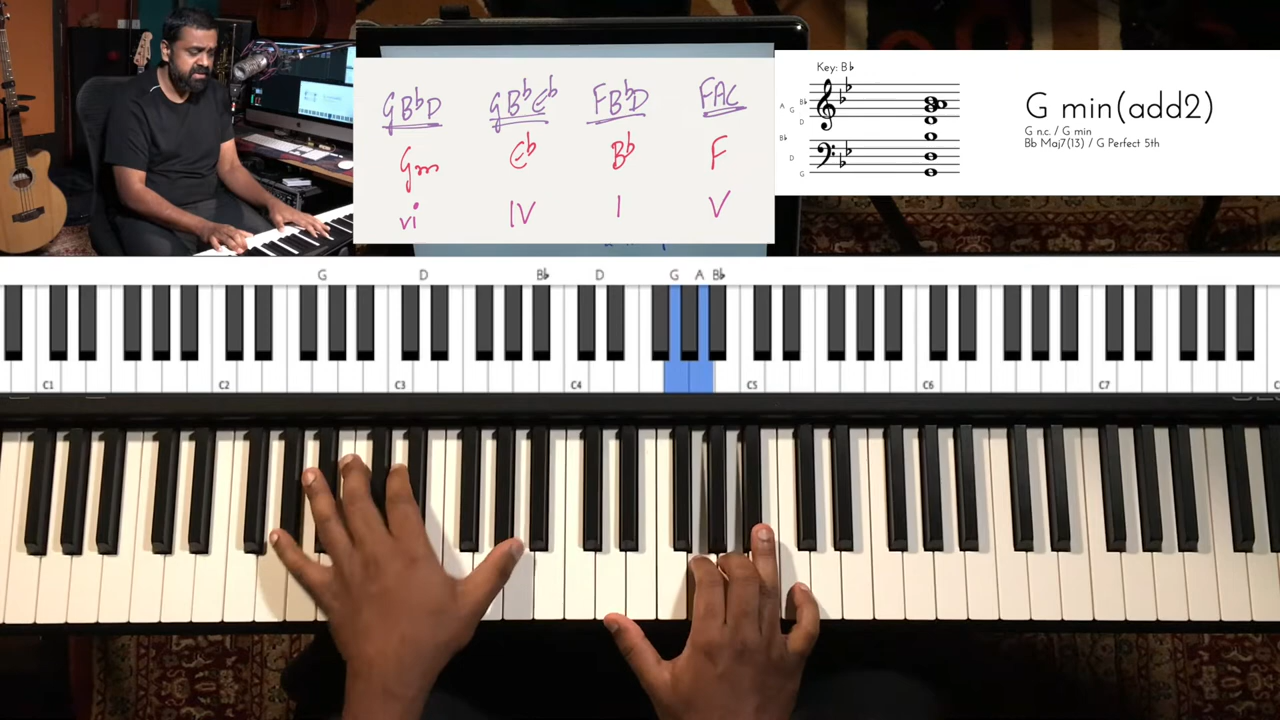 GB♭D GB♭E♭ FB♭D FAC
Gm E♭ B♭ F
vi IV I V
Key: B♭
A G B♭
D
B♭
D
G
G min(add2)
G n.c. / G min
Bb Maj7(13) / G Perfect 5th
G D B♭ D G A B♭
C1 C2 C3 C4 C5 C6 C7